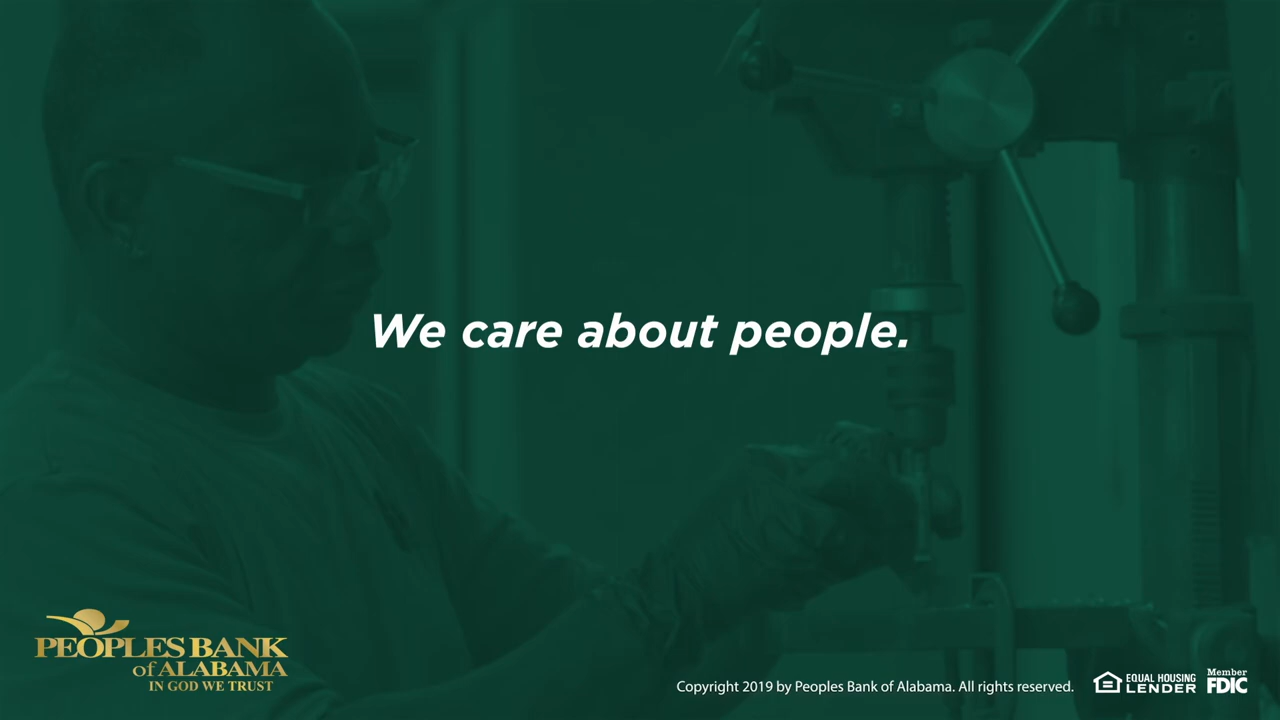 We care about people.
PEOPLES BANK
of ALABAMA
IN GOD WE TRUST
Copyright 2019 by Peoples Bank of Alabama. All rights reserved.
EQUAL HOUSING
LENDER
Member
FDIC